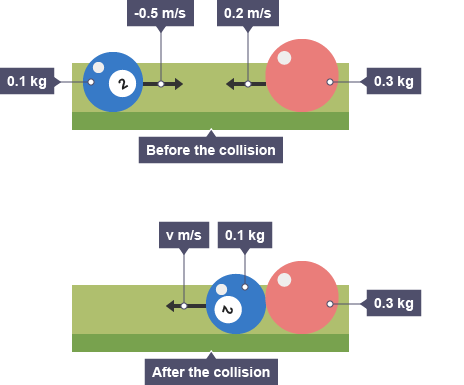 -0.5 m/s
0.2 m/s
0.1 kg
2
0.3 kg
Before the collision
v m/s
0.1 kg
2
0.3 kg
After the collision